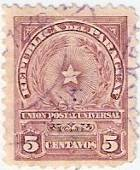 REPUBLICA DEL PARAGUAY
UNION POSTAL UNIVERSAL
5 5
CENTAVOS